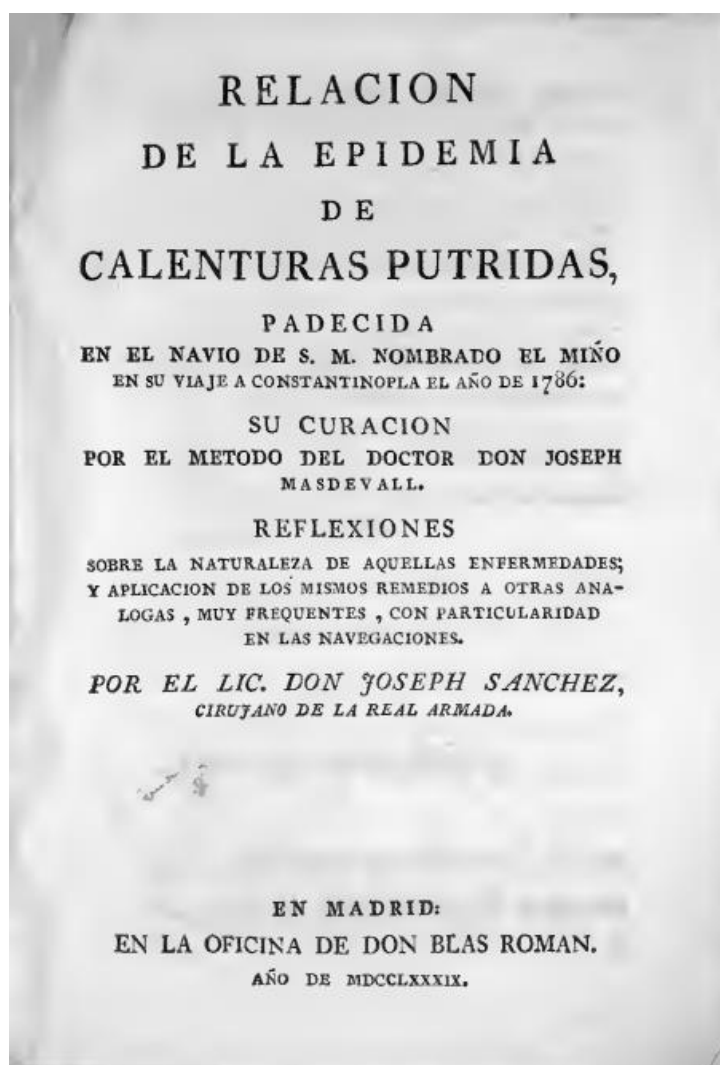 RELACION
DE LA EPIDEMIA
DE
CALENTURAS PUTRIDAS,
PADECIDA
EN EL NAVIO DE S. M. NOMBRADO EL MIÑO
EN SU VIAJE A CONSTANTINOPLA EL AÑO DE 1786:
SU CURACION
POR EL METODO DEL DOCTOR DON JOSEPH
MASDEVALL.
REFLEXIONES
SOBRE LA NATURALEZA DE AQUELLAS ENFERMEDADES;
Y APLICACION DE LOS MISMOS REMEDIOS A OTRAS ANA-
LOGAS , MUY FREQUENTES , CON PARTICULARIDAD
EN LAS NAVEGACIONES.
POR EL LIC. DON JOSEPH SANCHEZ,
CIRUJANO DE LA REAL ARMADA.
EN MADRID:
EN LA OFICINA DE DON BLAS ROMAN.
AÑO DE MDCCLXXXIX.